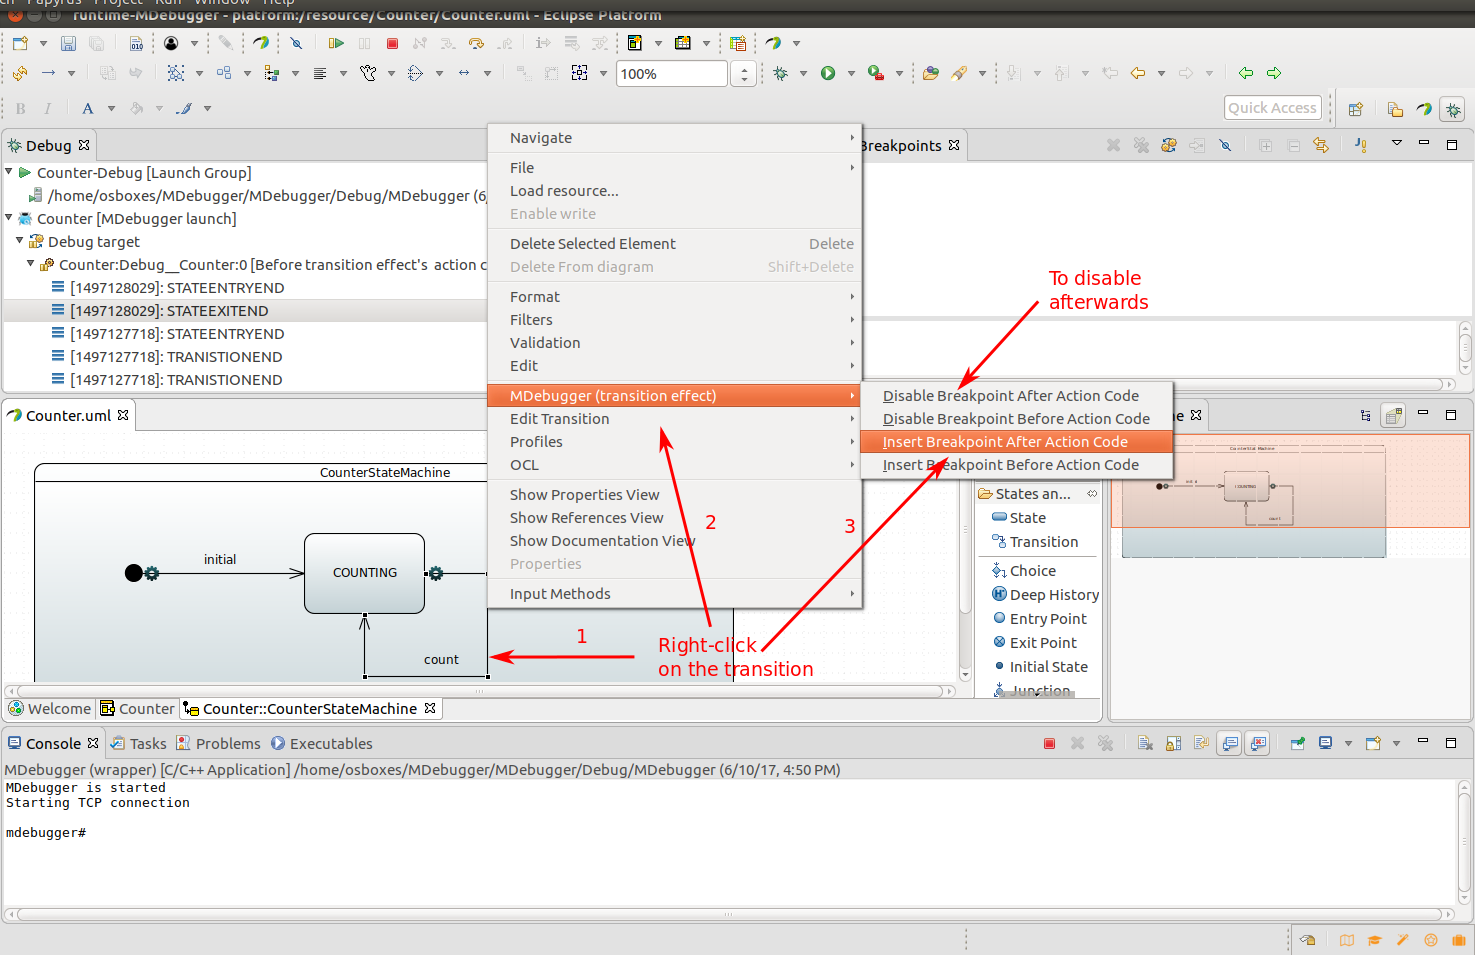 Papyrus Project Run Window Help
runtime-MDebugger - platform:/resource/Counter/Counter.uml - Eclipse Platform
010
100%
B I A
Quick Access
Debug
Breakpoints
Counter-Debug [Launch Group]
/home/osboxes/MDebugger/MDebugger/Debug/MDebugger (6/
Counter [MDebugger launch]
Debug target
Counter:Debug__Counter:0 [Before transition effect's action c
[1497128029]: STATEENTRYEND
[1497128029]: STATEEXITEND
[1497127718]: STATEENTRYEND
[1497127718]: TRANISTIONEND
[1497127718]: TRANISTIONEND
Navigate
File
Load resource...
Enable write
Delete Selected Element Delete
Delete From diagram Shift+Delete
Format
Filters
Validation
Edit
MDebugger (transition effect)
Edit Transition
Profiles
OCL
Show Properties View
Show References View
Show Documentation View
Properties
Input Methods
Disable Breakpoint After Action Code
Disable Breakpoint Before Action Code
Insert Breakpoint After Action Code
Insert Breakpoint Before Action Code
To disable
afterwards
1
2
3
Right-click
on the transition
Counter.uml
CounterStateMachine
initial
COUNTING
count
States an...
State
Transition
Choice
Deep History
Entry Point
Exit Point
Initial State
Junction
COUNTING
count
Welcome
Counter
Counter::CounterStateMachine
Console
Tasks
Problems
Executables
MDebugger (wrapper) [C/C++ Application] /home/osboxes/MDebugger/MDebugger/Debug/MDebugger (6/10/17, 4:50 PM)
MDebugger is started
Starting TCP connection
mdebugger#